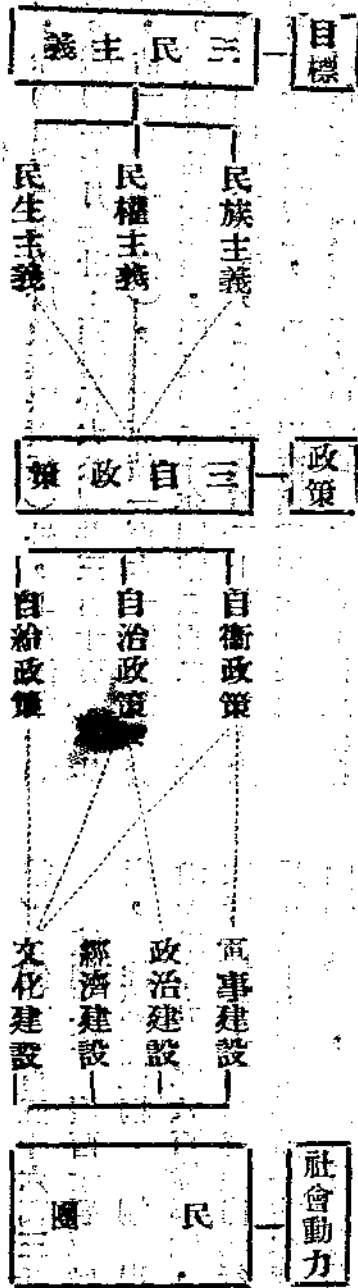 目標
三民主義
民族主義
民權主義
民生主義
政策
三自政策
自衞政策
自治政策
自給政策
軍事建設
政治建設
經濟建設
文化建設
社會動力
民團